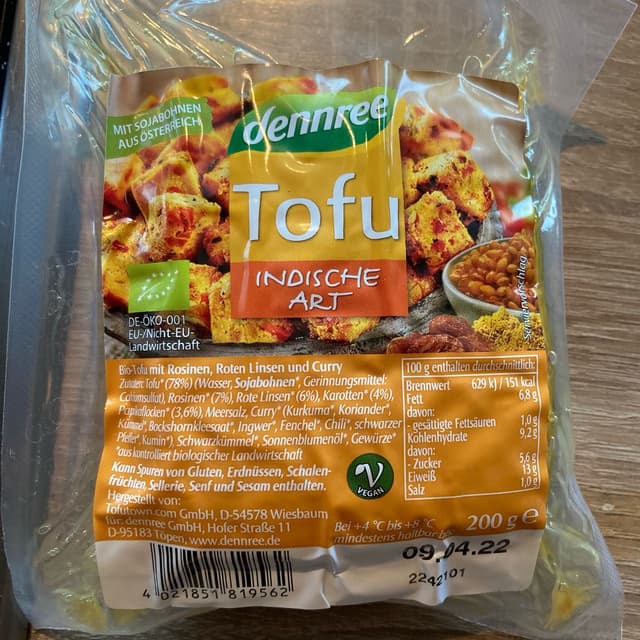 MIT SOJABOHNEN
AUS ÖSTERREICH
dennree
Tofu
INDISCHE
ART
DE-ÖKO-001
EU-/Nicht-EU-
Landwirtschaft
Serviervorschlag
Bio-Tofu mit Rosinen, Roten Linsen und Curry
Zutaten: Tofu* (78%) (Wasser, Sojabohnen*, Gerinnungsmittel:
Calciumsulfat), Rosinen* (7%), Rote Linsen* (6%), Karotten* (4%),
Paprikaflocken* (3,6%), Meersalz, Curry* (Kurkuma*, Koriander*,
Kümmel*, Bockshornkleesaat*, Ingwer*, Fenchel*, Chili*, schwarzer
Pfeffer*, Kumin*), Schwarzkümmel*, Sonnenblumenöl*, Gewürze*
*aus kontrolliert biologischer Landwirtschaft
Kann Spuren von Gluten, Erdnüssen, Schalen-
früchten, Sellerie, Senf und Sesam enthalten.
Hergestellt von:
Tofutown.com GmbH, D-54578 Wiesbaum
für: dennree GmbH, Hofer Straße 11
D-95183 Töpen, www.dennree.de
100 g enthalten durchschnittlich:
Brennwert 629 kJ / 151 kcal
Fett 6,8 g
davon:
- gesättigte Fettsäuren 1,0 g
Kohlenhydrate 9,2 g
davon:
- Zucker 5,6 g
Eiweiß 13 g
Salz 1,0 g
V
VEGAN
Bei +4 °C bis +8 °C
mindestens haltbar bis:
200 g e
09.04.22
2242101
4 021851 819562